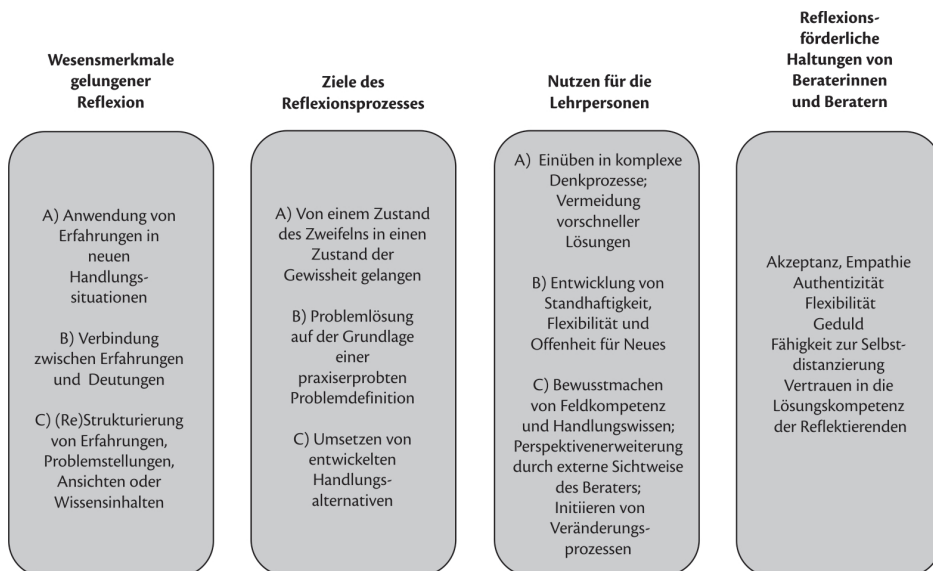 Wesensmerkmale
gelungener
Reflexion
A) Anwendung von
Erfahrungen in
neuen
Handlungs-
situationen
B) Verbindung
zwischen Erfahrungen
und Deutungen
C) (Re)Strukturierung
von Erfahrungen,
Problemstellungen,
Ansichten oder
Wissensinhalten
Ziele des
Reflexionsprozesses
A) Von einem Zustand
des Zweifelns in einen
Zustand der
Gewissheit gelangen
B) Problemlösung
auf der Grundlage
einer
praxiserprobten
Problemdefinition
C) Umsetzen von
entwickelten
Handlungs-
alternativen
Nutzen für die
Lehrpersonen
A) Einüben in komplexe
Denkprozesse;
Vermeidung
vorschneller
Lösungen
B) Entwicklung von
Standhaftigkeit,
Flexibilität und
Offenheit für Neues
C) Bewusstmachen
von Feldkompetenz
und Handlungswissen;
Perspektivenerweiterung
durch externe Sichtweise
des Beraters;
Initiieren von
Veränderungs-
prozessen
Reflexions-
förderliche
Haltungen von
Beraterinnen
und Beratern
Akzeptanz, Empathie
Authentizität
Flexibilität
Geduld
Fähigkeit zur Selbst-
distanzierung
Vertrauen in die
Lösungskompetenz
der Reflektierenden